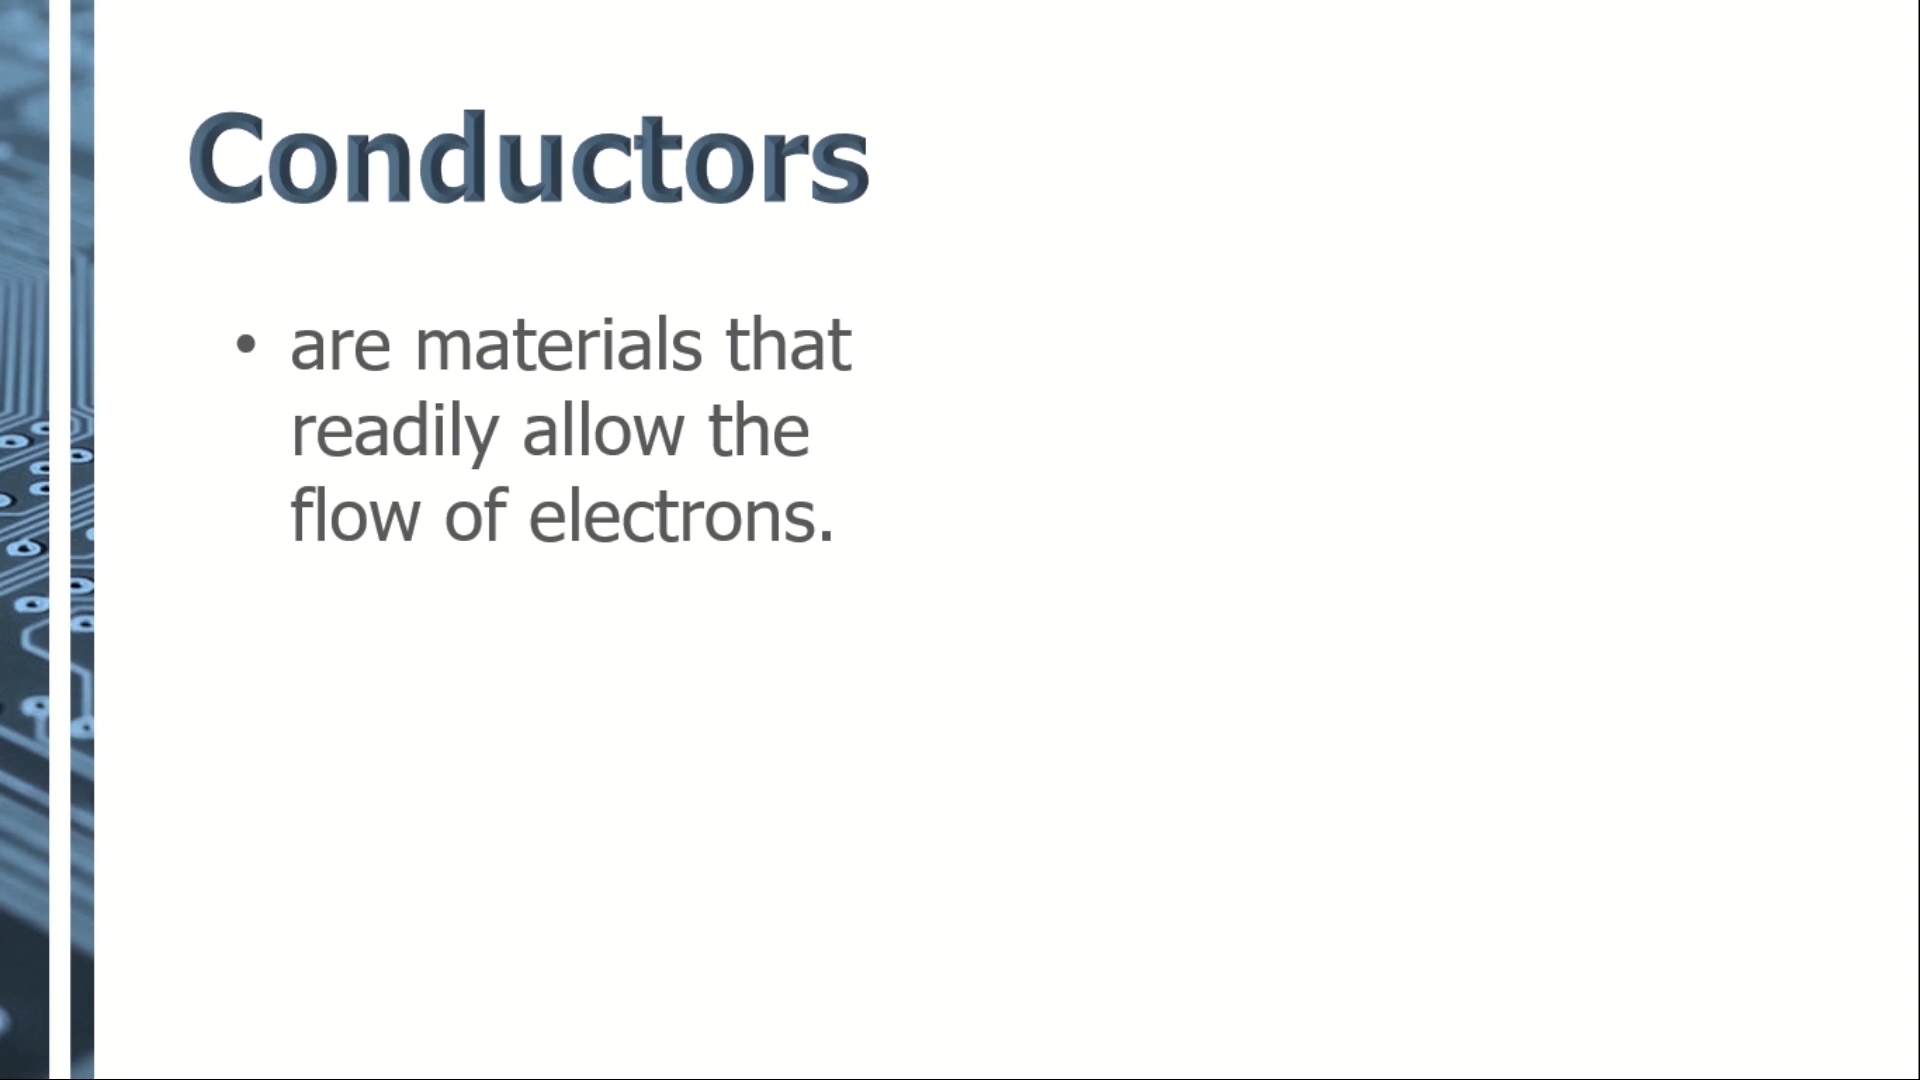 Conductors
• are materials that
readily allow the
flow of electrons.